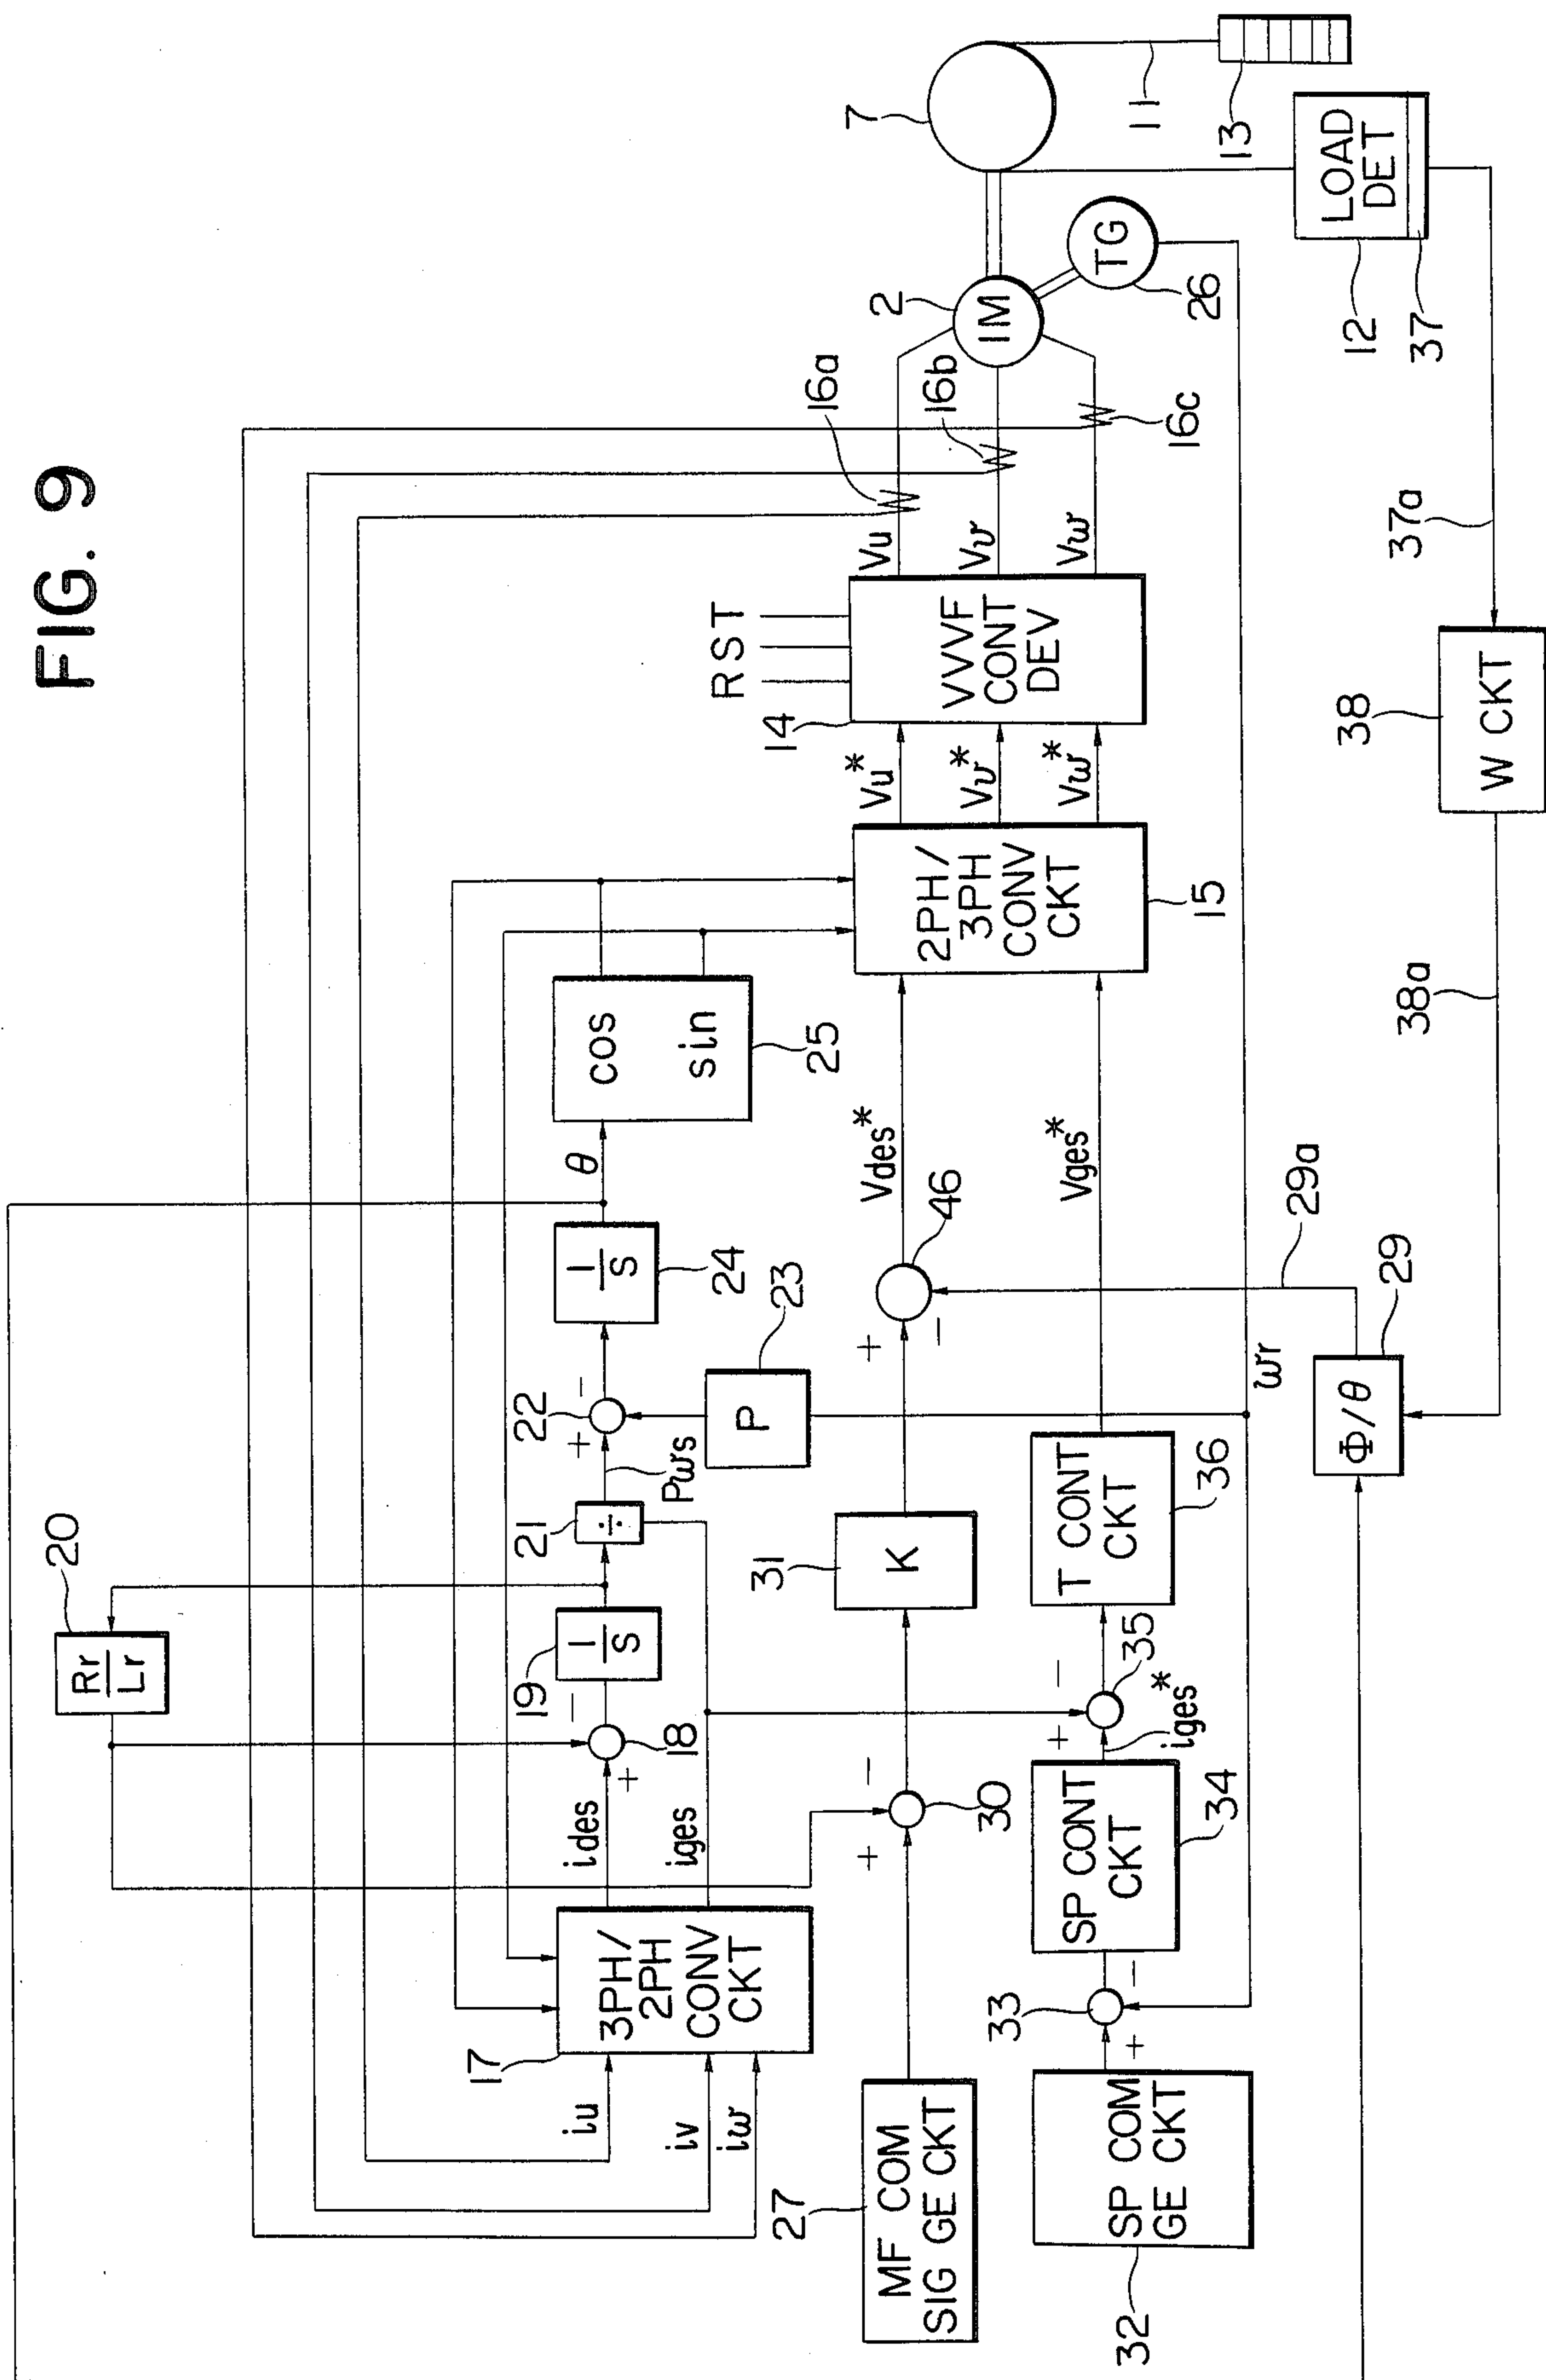 FIG. 9
20
Rr
Lr
RST
14
VVVF
CONT
DEV
Vu
Vv
Vw
16a
16b
16c
2
IM
7
TG
26
11
13
LOAD
DET
12
37
37a
38
W CKT
38a
Vu*
Vv*
Vw*
2PH/
3PH
CONV
CKT
15
cos
sin
25
θ
1
S
24
22
+
−
P
23
Pws
21
÷
1
S
19
−
18
+
ides
iges
17
3PH/
2PH
CONV
CKT
iu
iv
iw
27
MF COM
SIG GE CKT
+
−
30
31
K
+
−
46
Vdes*
Vges*
32
SP COM
GE CKT
33
+
−
SP CONT
CKT
34
iges*
+
−
35
T CONT
CKT
36
wr
Φ/θ
29
29a